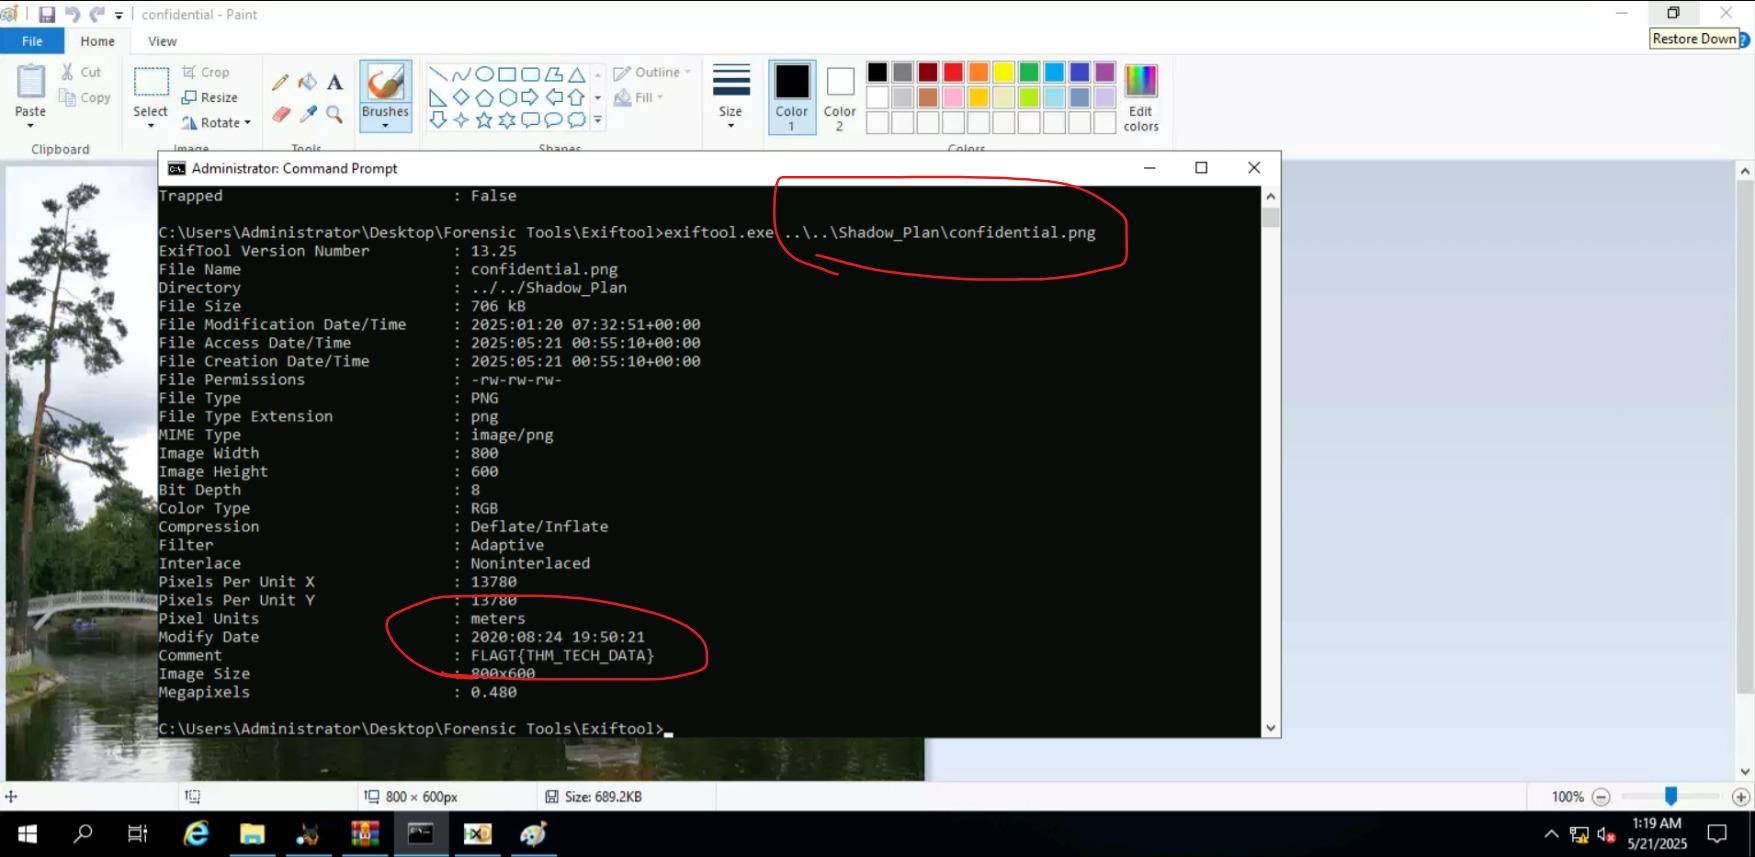 confidential - Paint
Restore Down
File Home View
Cut
Copy
Paste
Clipboard
Crop
Resize
Rotate
Select
Image
A
Tools
Brushes
Outline
Fill
Shapes
Size
Color 1
Color 2
Edit colors
Colors
Administrator: Command Prompt
Trapped : False
C:\Users\Administrator\Desktop\Forensic Tools\Exiftool>exiftool.exe ..\..\Shadow_Plan\confidential.png
ExifTool Version Number : 13.25
File Name : confidential.png
Directory : ../../Shadow_Plan
File Size : 706 kB
File Modification Date/Time : 2025:01:20 07:32:51+00:00
File Access Date/Time : 2025:05:21 00:55:10+00:00
File Creation Date/Time : 2025:05:21 00:55:10+00:00
File Permissions : -rw-rw-rw-
File Type : PNG
File Type Extension : png
MIME Type : image/png
Image Width : 800
Image Height : 600
Bit Depth : 8
Color Type : RGB
Compression : Deflate/Inflate
Filter : Adaptive
Interlace : Noninterlaced
Pixels Per Unit X : 13780
Pixels Per Unit Y : 13780
Pixel Units : meters
Modify Date : 2020:08:24 19:50:21
Comment : FLAGT{THM_TECH_DATA}
Image Size : 800x600
Megapixels : 0.480
C:\Users\Administrator\Desktop\Forensic Tools\Exiftool>
800 × 600px
Size: 689.2KB
100%
1:19 AM
5/21/2025